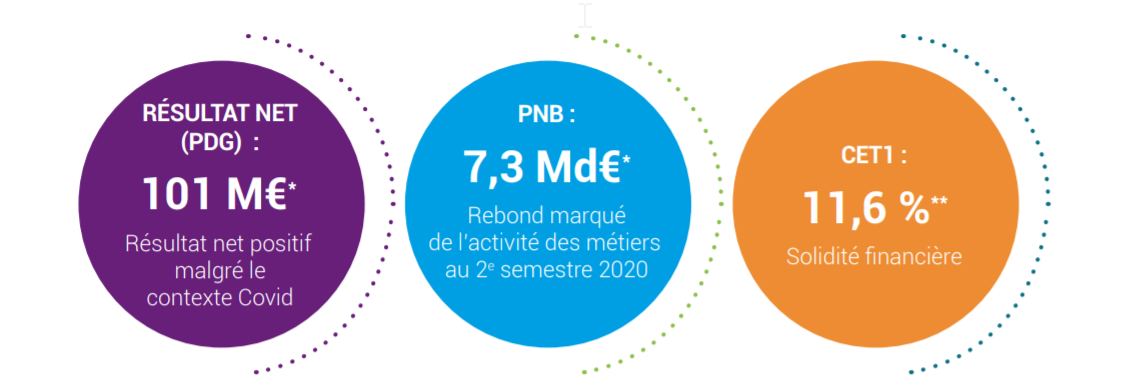 RÉSULTAT NET
(PDG) :
101 M€*
Résultat net positif
malgré le
contexte Covid
PNB :
7,3 Md€*
Rebond marqué
de l'activité des métiers
au 2e semestre 2020
CET1 :
11,6 %**
Solidité financière